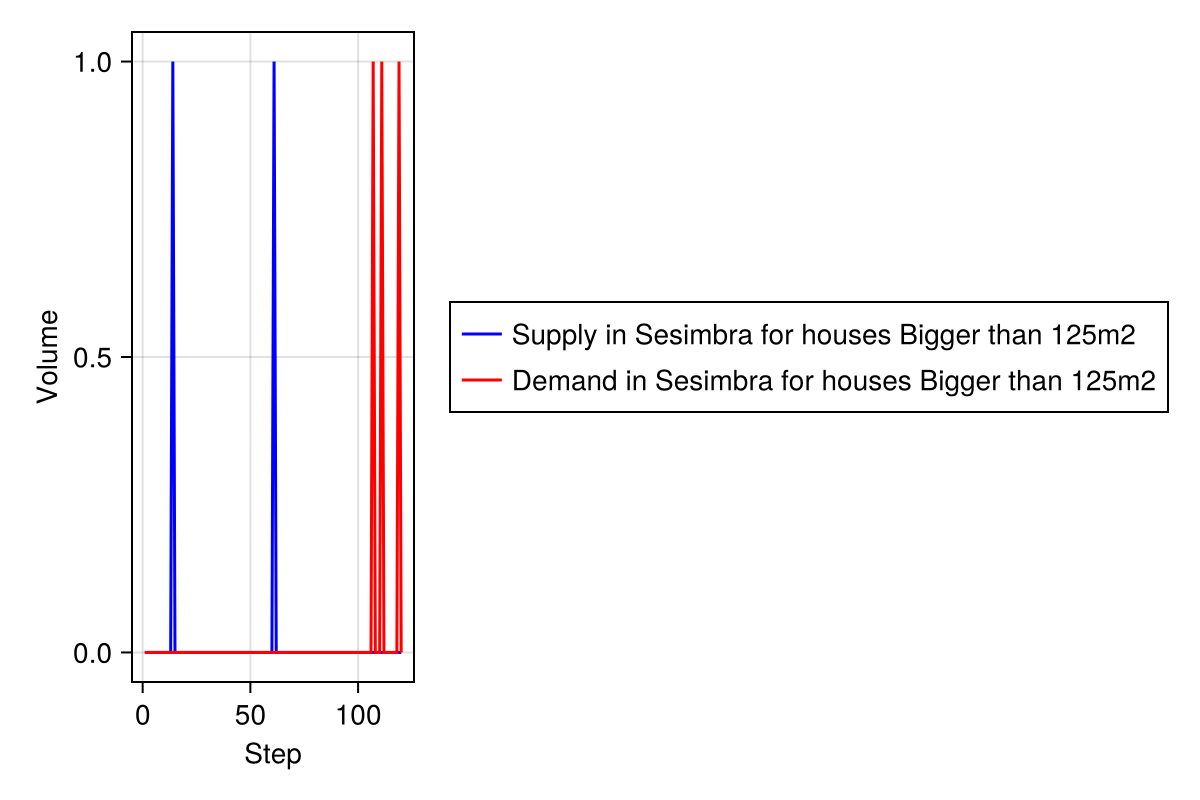 1.0
0.5
0.0
Volume
0
50
100
Step
Supply in Sesimbra for houses Bigger than 125m2
Demand in Sesimbra for houses Bigger than 125m2